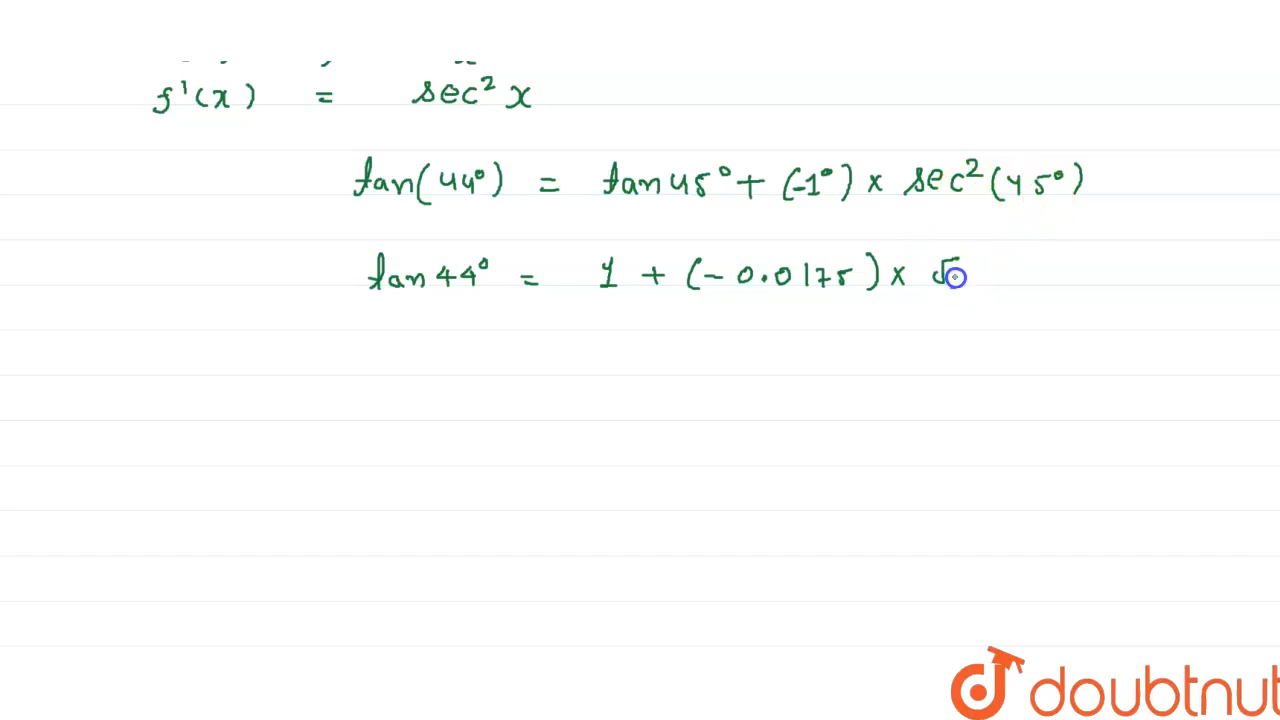 f'(x) = sec² x
tan(44°) = tan 45° + (-1°) × sec² (45°)
tan 44° = 1 + (- 0.0175) × √
doubtnut